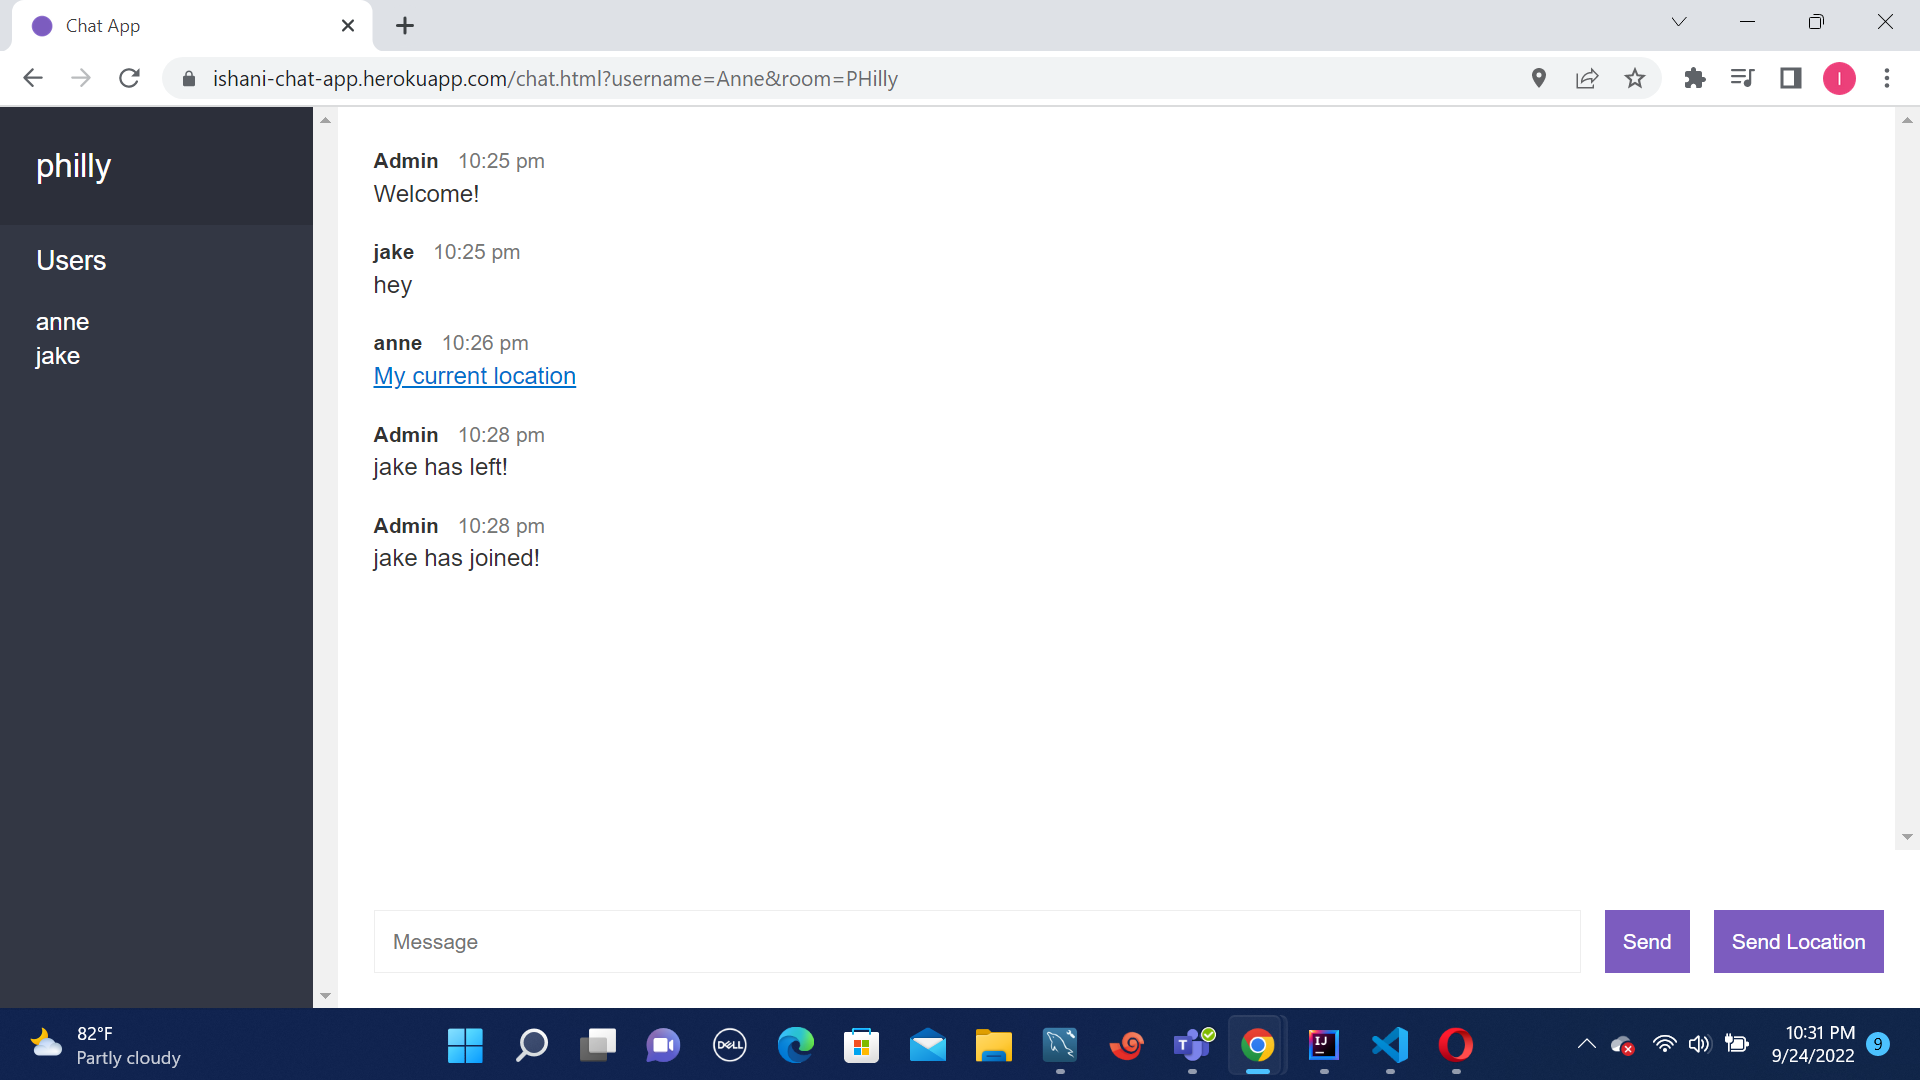 Chat App
ishani-chat-app.herokuapp.com/chat.html?username=Anne&room=PHilly
I
philly
Users
anne
jake
Admin 10:25 pm
Welcome!
jake 10:25 pm
hey
anne 10:26 pm
My current location
Admin 10:28 pm
jake has left!
Admin 10:28 pm
jake has joined!
Message
Send
Send Location
82°F
Partly cloudy
DELL
T
IJ
10:31 PM
9/24/2022
9